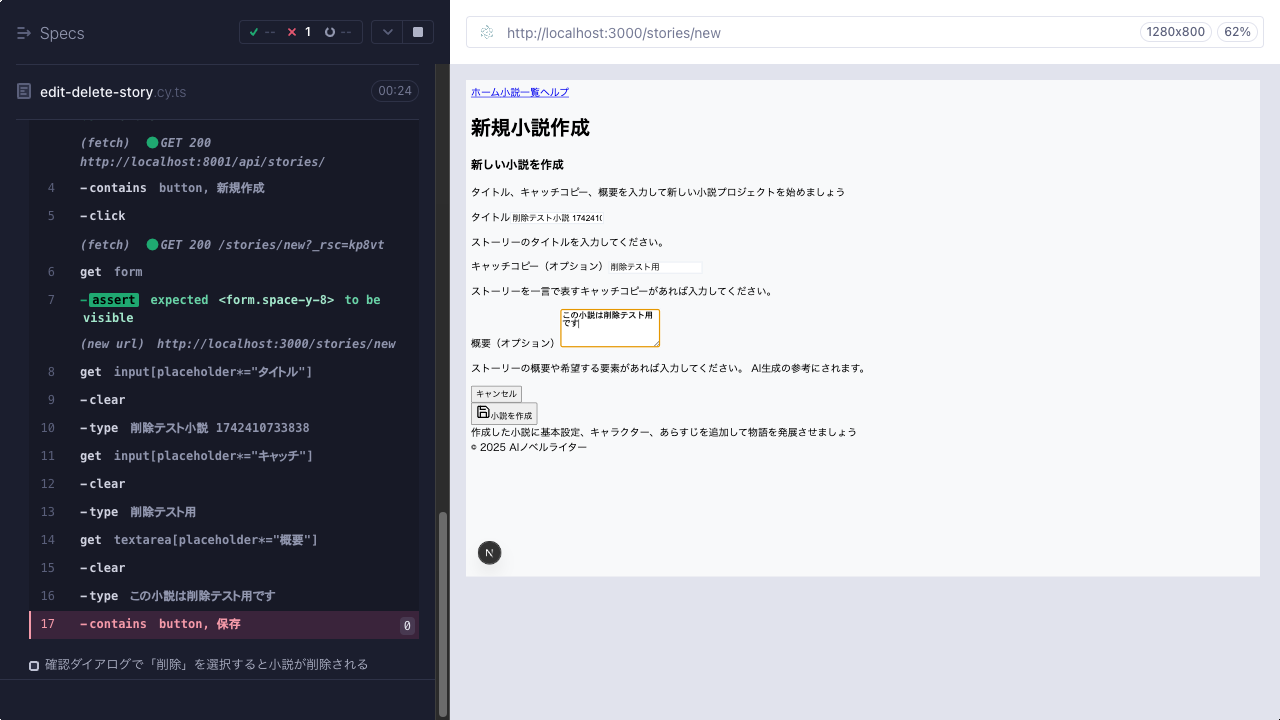 Specs
-- 1 --
edit-delete-story.cy.ts 00:24
(fetch) GET 200
http://localhost:8001/api/stories/
4 -contains button, 新規作成
5 -click
(fetch) GET 200 /stories/new?_rsc=kp8vt
6 get form
7 -assert expected <form.space-y-8> to be
visible
(new url) http://localhost:3000/stories/new
8 get input[placeholder*="タイトル"]
9 -clear
10 -type 削除テスト小説 1742410733838
11 get input[placeholder*="キャッチ"]
12 -clear
13 -type 削除テスト用
14 get textarea[placeholder*="概要"]
15 -clear
16 -type この小説は削除テスト用です
17 -contains button, 保存 0
確認ダイアログで「削除」を選択すると小説が削除される
http://localhost:3000/stories/new 1280x800 62%
ホーム小説一覧ヘルプ
新規小説作成
新しい小説を作成
タイトル、キャッチコピー、概要を入力して新しい小説プロジェクトを始めましょう
タイトル 削除テスト小説 174241
ストーリーのタイトルを入力してください。
キャッチコピー（オプション） 削除テスト用
ストーリーを一言で表すキャッチコピーがあれば入力してください。
この小説は削除テスト用
です
概要（オプション）
ストーリーの概要や希望する要素があれば入力してください。 AI生成の参考にされます。
キャンセル
小説を作成
作成した小説に基本設定、キャラクター、あらすじを追加して物語を発展させましょう
© 2025 AIノベルライター
N